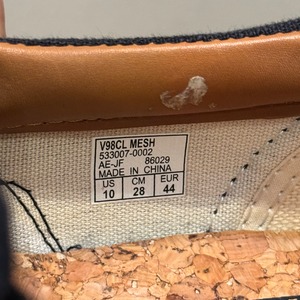 V98CL MESH
533007-0002
AE-JF 86029
MADE IN CHINA
US CM EUR
10 28 44